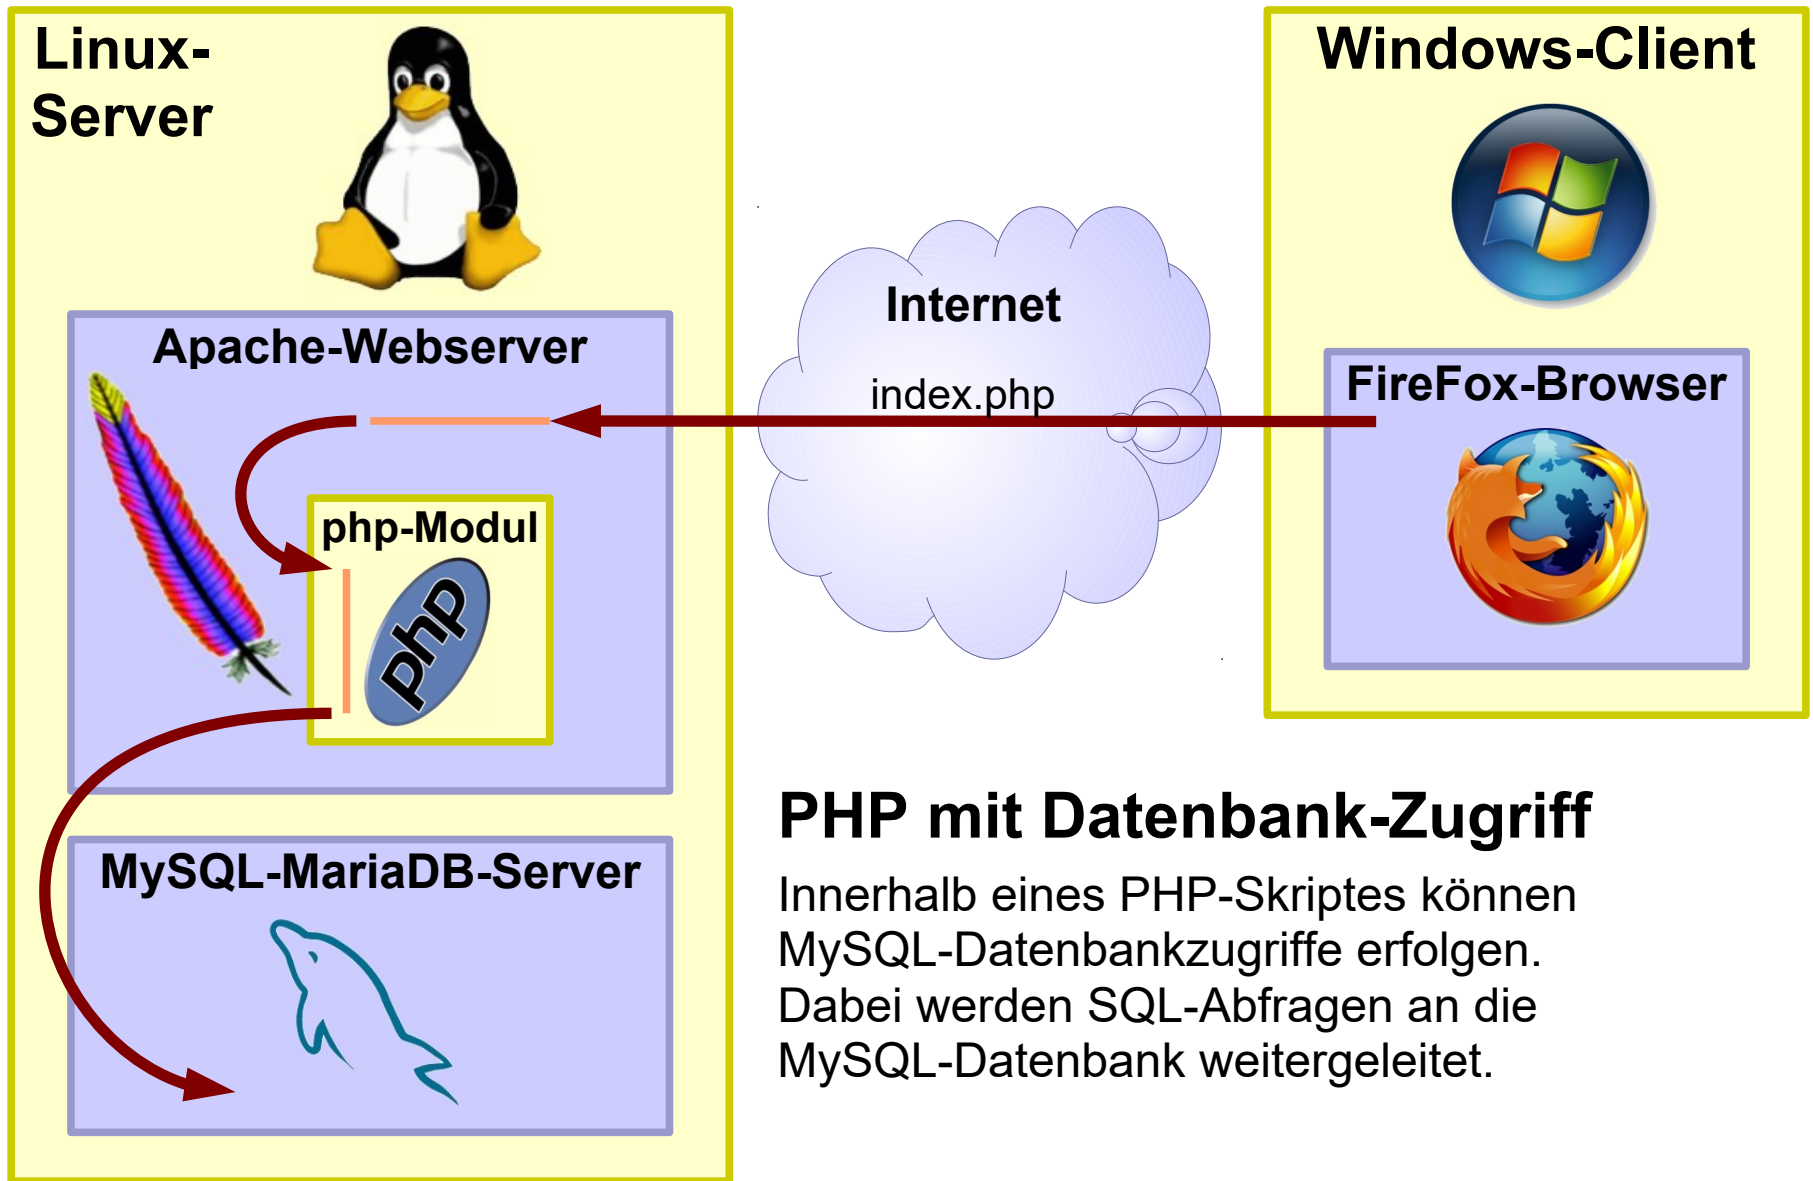 Linux-
Server
Windows-Client
Internet
index.php
Apache-Webserver
FireFox-Browser
php-Modul
php
MySQL-MariaDB-Server
PHP mit Datenbank-Zugriff
Innerhalb eines PHP-Skriptes können
MySQL-Datenbankzugriffe erfolgen.
Dabei werden SQL-Abfragen an die
MySQL-Datenbank weitergeleitet.